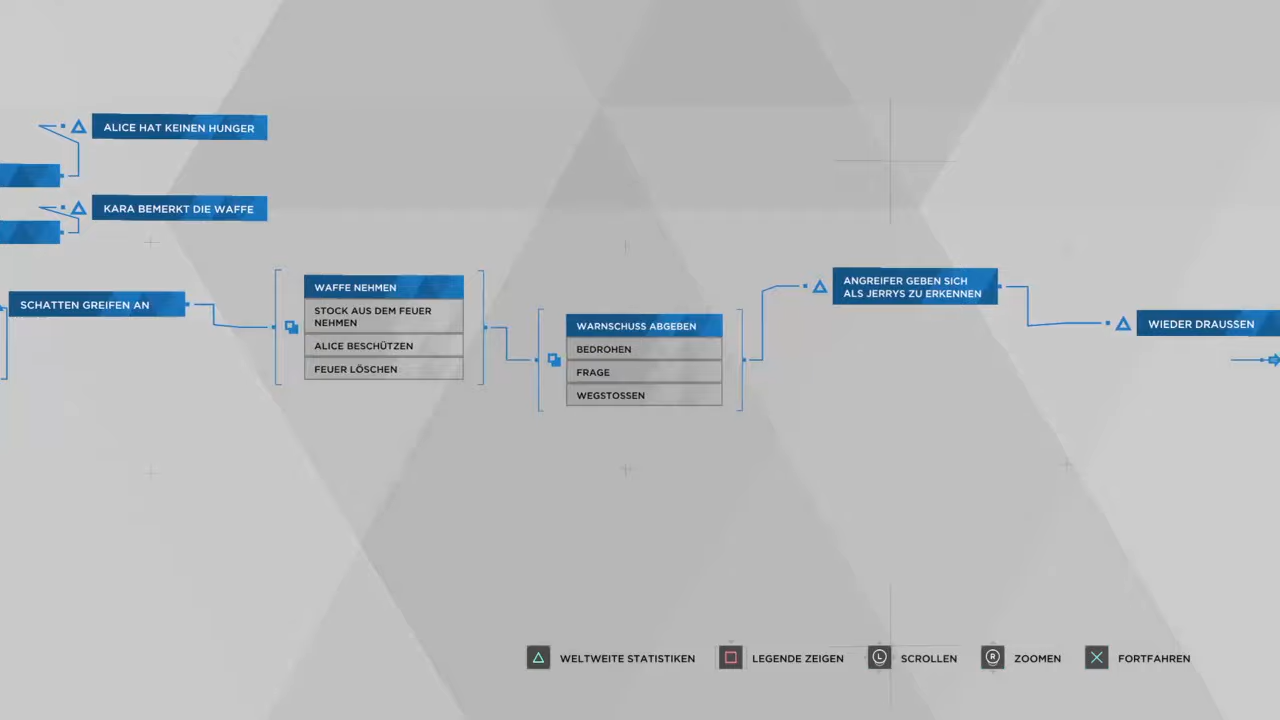 ALICE HAT KEINEN HUNGER
KARA BEMERKT DIE WAFFE
SCHATTEN GREIFEN AN
WAFFE NEHMEN
STOCK AUS DEM FEUER
NEHMEN
ALICE BESCHÜTZEN
FEUER LÖSCHEN
WARNSCHUSS ABGEBEN
BEDROHEN
FRAGE
WEGSTOSSEN
ANGREIFER GEBEN SICH
ALS JERRYS ZU ERKENNEN
WIEDER DRAUSSEN
WELTWEITE STATISTIKEN
LEGENDE ZEIGEN
L
SCROLLEN
R
ZOOMEN
FORTFAHREN